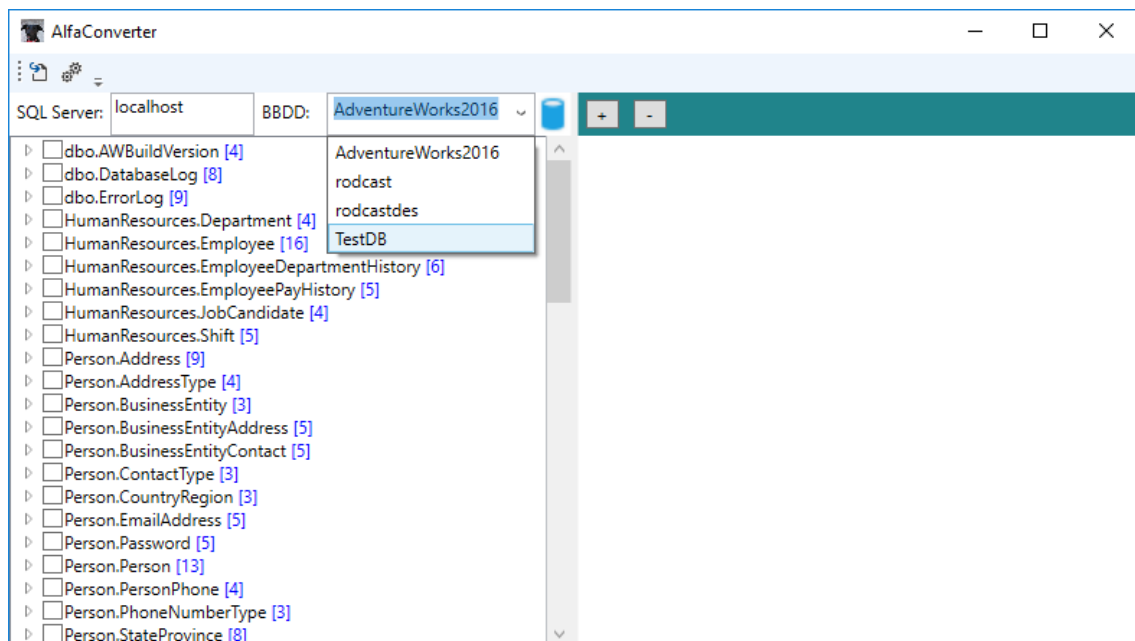 AlfaConverter
SQL Server: localhost BBDD: AdventureWorks2016 + -
AdventureWorks2016
rodcast
rodcastdes
TestDB
dbo.AWBuildVersion [4]
dbo.DatabaseLog [8]
dbo.ErrorLog [9]
HumanResources.Department [4]
HumanResources.Employee [16]
HumanResources.EmployeeDepartmentHistory [6]
HumanResources.EmployeePayHistory [5]
HumanResources.JobCandidate [4]
HumanResources.Shift [5]
Person.Address [9]
Person.AddressType [4]
Person.BusinessEntity [3]
Person.BusinessEntityAddress [5]
Person.BusinessEntityContact [5]
Person.ContactType [3]
Person.CountryRegion [3]
Person.EmailAddress [5]
Person.Password [5]
Person.Person [13]
Person.PersonPhone [4]
Person.PhoneNumberType [3]
Person.StateProvince [8]